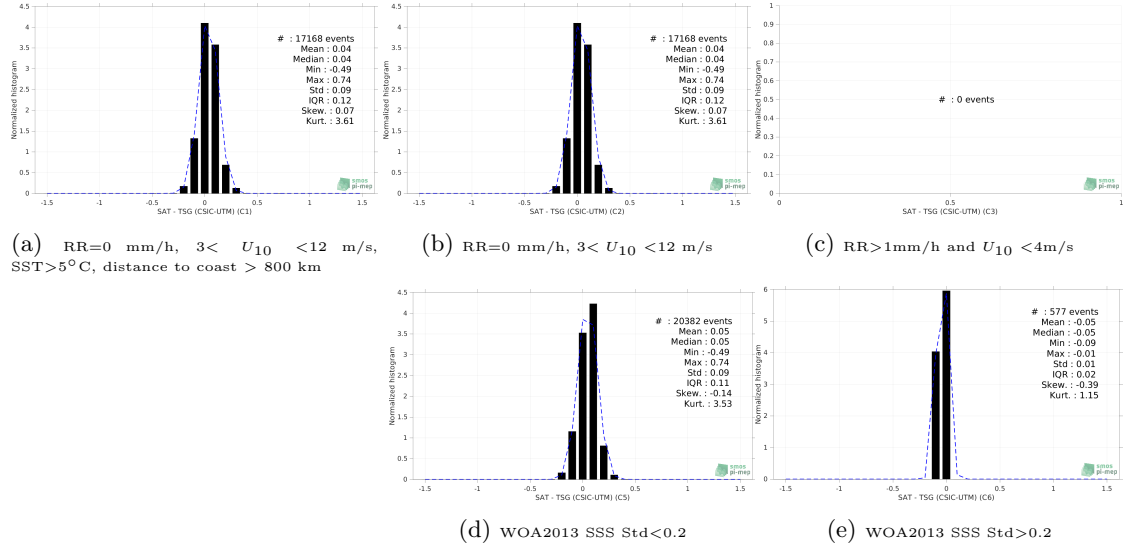 4.5
4
3.5
3
2.5
2
1.5
1
0.5
0
Normalized histogram
# : 17168 events
Mean : 0.04
Median : 0.04
Min : -0.49
Max : 0.74
Std : 0.09
IQR : 0.12
Skew. : 0.07
Kurt. : 3.61
smos
pi-mep
-1.5 -1 -0.5 0 0.5 1 1.5
SAT - TSG (CSIC-UTM) (C1)
(a) RR=0 mm/h, 3< U10 <12 m/s,
SST>5°C, distance to coast > 800 km
4.5
4
3.5
3
2.5
2
1.5
1
0.5
0
Normalized histogram
# : 17168 events
Mean : 0.04
Median : 0.04
Min : -0.49
Max : 0.74
Std : 0.09
IQR : 0.12
Skew. : 0.07
Kurt. : 3.61
smos
pi-mep
-1.5 -1 -0.5 0 0.5 1 1.5
SAT - TSG (CSIC-UTM) (C2)
(b) RR=0 mm/h, 3< U10 <12 m/s
1
0.9
0.8
0.7
0.6
0.5
0.4
0.3
0.2
0.1
0
Normalized histogram
# : 0 events
smos
pi-mep
0 0.5 1
SAT - TSG (CSIC-UTM) (C3)
(c) RR>1mm/h and U10 <4m/s
4.5
4
3.5
3
2.5
2
1.5
1
0.5
0
Normalized histogram
# : 20382 events
Mean : 0.05
Median : 0.05
Min : -0.49
Max : 0.74
Std : 0.09
IQR : 0.11
Skew. : -0.14
Kurt. : 3.53
smos
pi-mep
-1.5 -1 -0.5 0 0.5 1 1.5
SAT - TSG (CSIC-UTM) (C5)
(d) WOA2013 SSS Std<0.2
6
5
4
3
2
1
0
Normalized histogram
# : 577 events
Mean : -0.05
Median : -0.05
Min : -0.09
Max : -0.01
Std : 0.01
IQR : 0.02
Skew. : -0.39
Kurt. : 1.15
smos
pi-mep
-1.5 -1 -0.5 0 0.5 1 1.5
SAT - TSG (CSIC-UTM) (C6)
(e) WOA2013 SSS Std>0.2